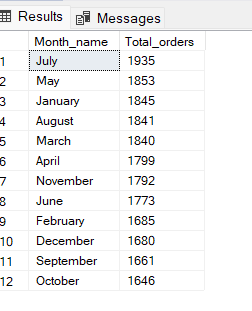 Results Messages
Month_name Total_orders
1 July 1935
2 May 1853
3 January 1845
4 August 1841
5 March 1840
6 April 1799
7 November 1792
8 June 1773
9 February 1685
10 December 1680
11 September 1661
12 October 1646